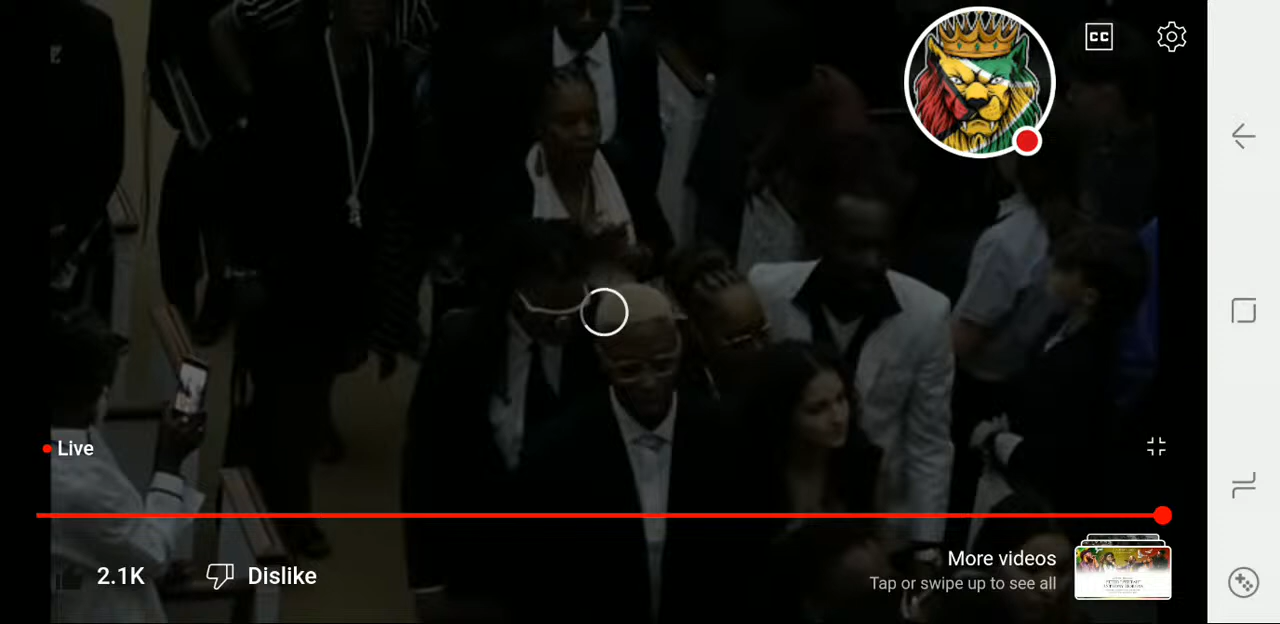 CC
Live
2.1K
Dislike
More videos
Tap or swipe up to see all